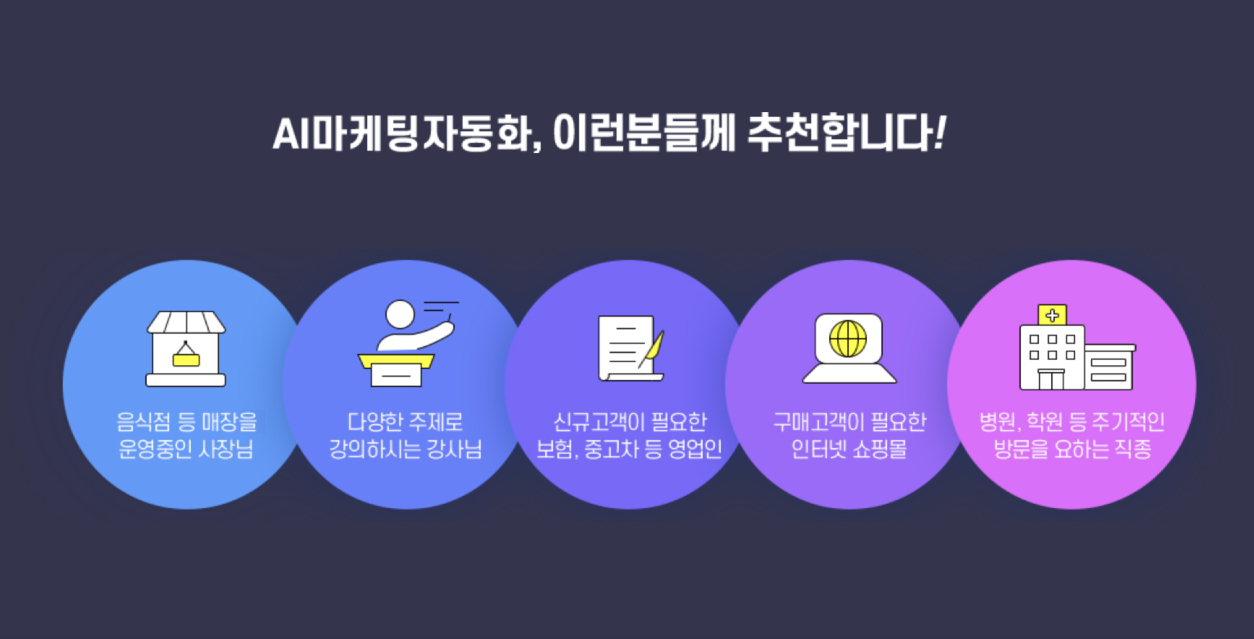 AI마케팅자동화, 이런분들께 추천합니다!
음식점 등 매장을
운영중인 사장님
다양한 주제로
강의하시는 강사님
신규고객이 필요한
보험, 중고차 등 영업인
구매고객이 필요한
인터넷 쇼핑몰
병원, 학원 등 주기적인
방문을 요하는 직종